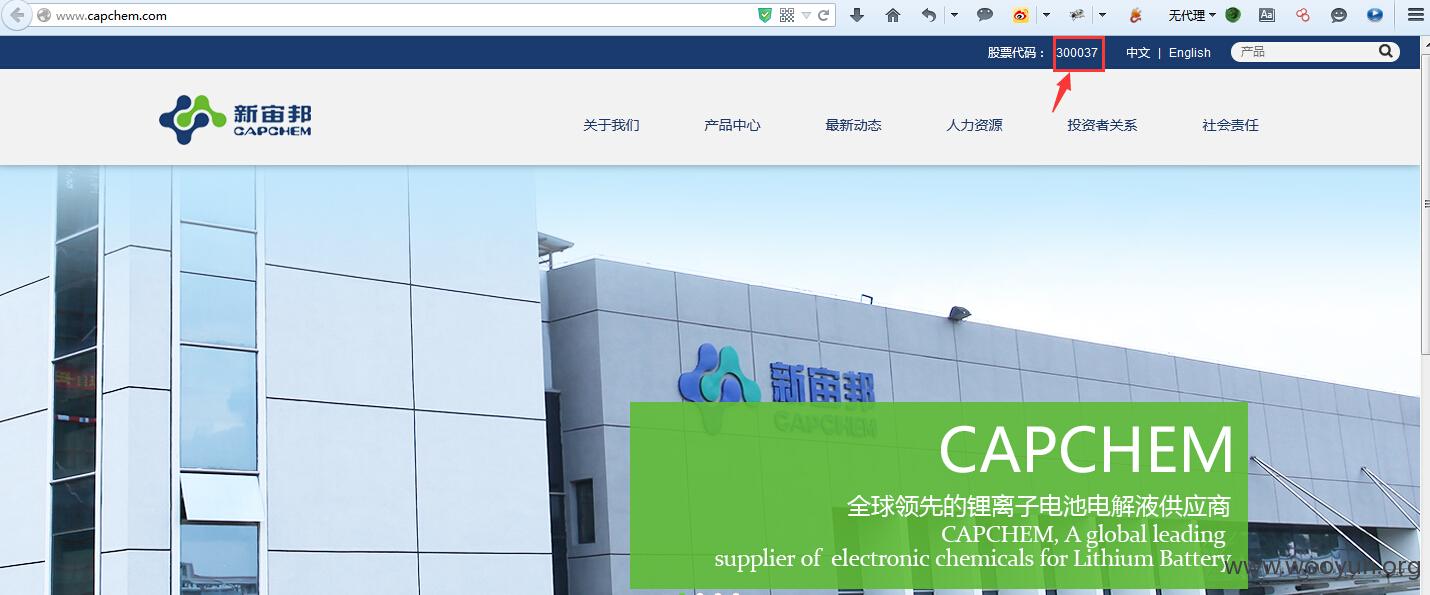 www.capchem.com
无代理
股票代码： 300037 中文 | English 产品
新宙邦
CAPCHEM
关于我们 产品中心 最新动态 人力资源 投资者关系 社会责任
新宙邦
CAPCHEM
CAPCHEM
全球领先的锂离子电池电解液供应商
CAPCHEM, A global leading
supplier of electronic chemicals for Lithium Battery
www.wooyun.org